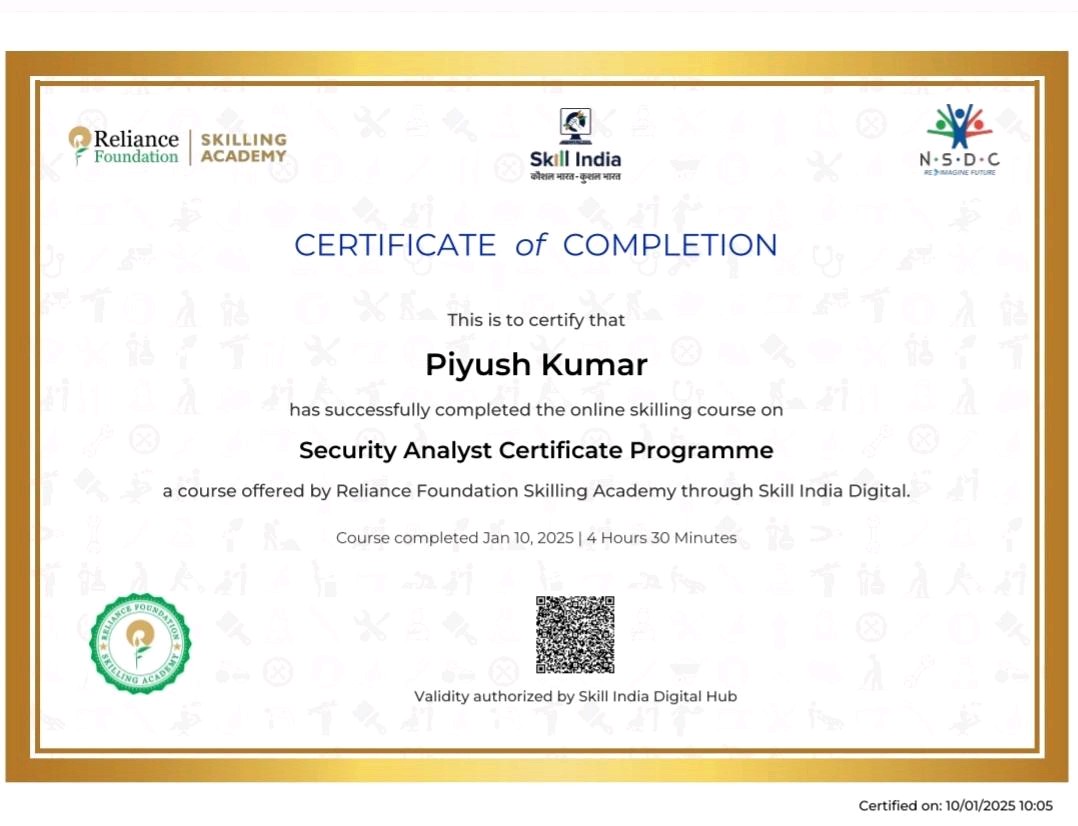 Reliance Foundation
SKILLING ACADEMY
Skill India
कौशल भारत - कुशल भारत
N·S·D·C
RE IMAGINE FUTURE
CERTIFICATE of COMPLETION
This is to certify that
Piyush Kumar
has successfully completed the online skilling course on
Security Analyst Certificate Programme
a course offered by Reliance Foundation Skilling Academy through Skill India Digital.
Course completed Jan 10, 2025 | 4 Hours 30 Minutes
RELIANCE FOUNDATION
SKILLING ACADEMY
Validity authorized by Skill India Digital Hub
Certified on: 10/01/2025 10:05